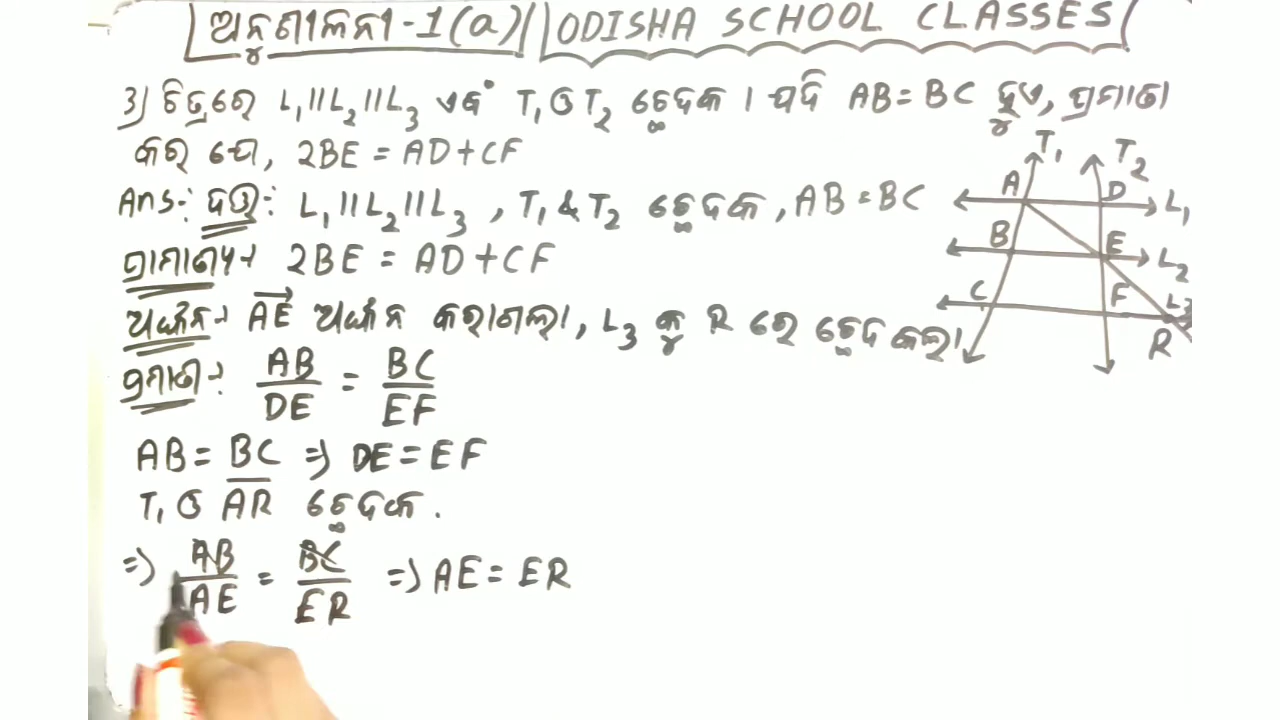 ଅନୁଶୀଳନୀ-1(a) ODISHA SCHOOL CLASSES
3) ଚିତ୍ରରେ L₁||L₂||L₃ ଏବଂ T₁ ଓ T₂ ଛେଦକ । ଯଦି AB = BC ହୁଏ, ପ୍ରମାଣ
କର ଯେ, 2BE = AD+CF
Ans:- ଦତ୍ତ:- L₁||L₂||L₃ , T₁ & T₂ ଛେଦକ, AB = BC
ପ୍ରାମାଣ୍ୟ:- 2BE = AD+CF
ଅଙ୍କନ:- AE ଅଙ୍କନ କରାଗଲା, L₃ କୁ R ରେ ଛେଦ କଲା।
ପ୍ରମାଣ:- AB/DE = BC/EF
AB = BC ⇒ DE = EF
T₁ ଓ AR ଛେଦକ .
⇒ AB/AE = BC/ER ⇒ AE = ER
T₁ T₂
A D L₁
B E L₂
C F L₃
R